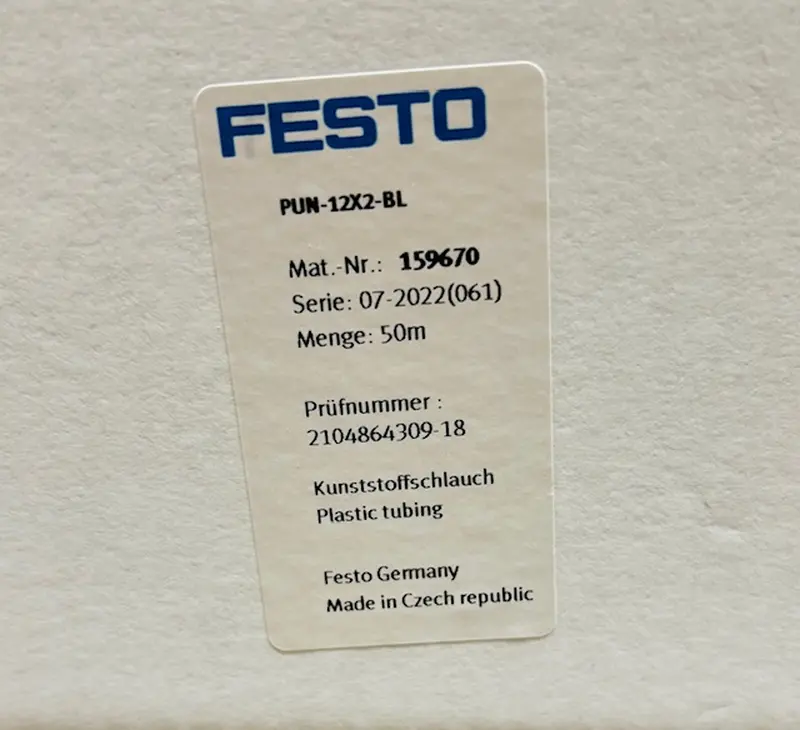 FESTO
PUN-12X2-BL
Mat.-Nr.: 159670
Serie: 07-2022(061)
Menge: 50m
Prüfnummer :
2104864309-18
Kunststoffschlauch
Plastic tubing
Festo Germany
Made in Czech republic